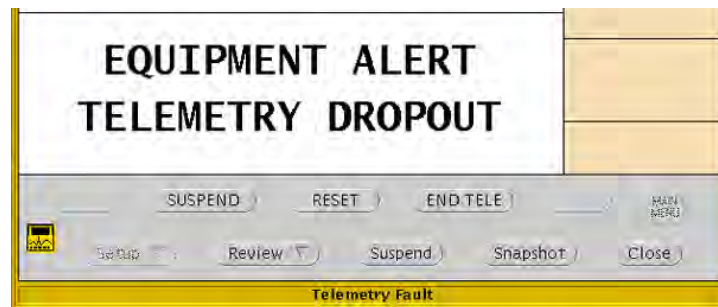 EQUIPMENT ALERT
TELEMETRY DROPOUT
SUSPEND RESET END TELE MAIN MENU
Setup Review Suspend Snapshot Close
Telemetry Fault